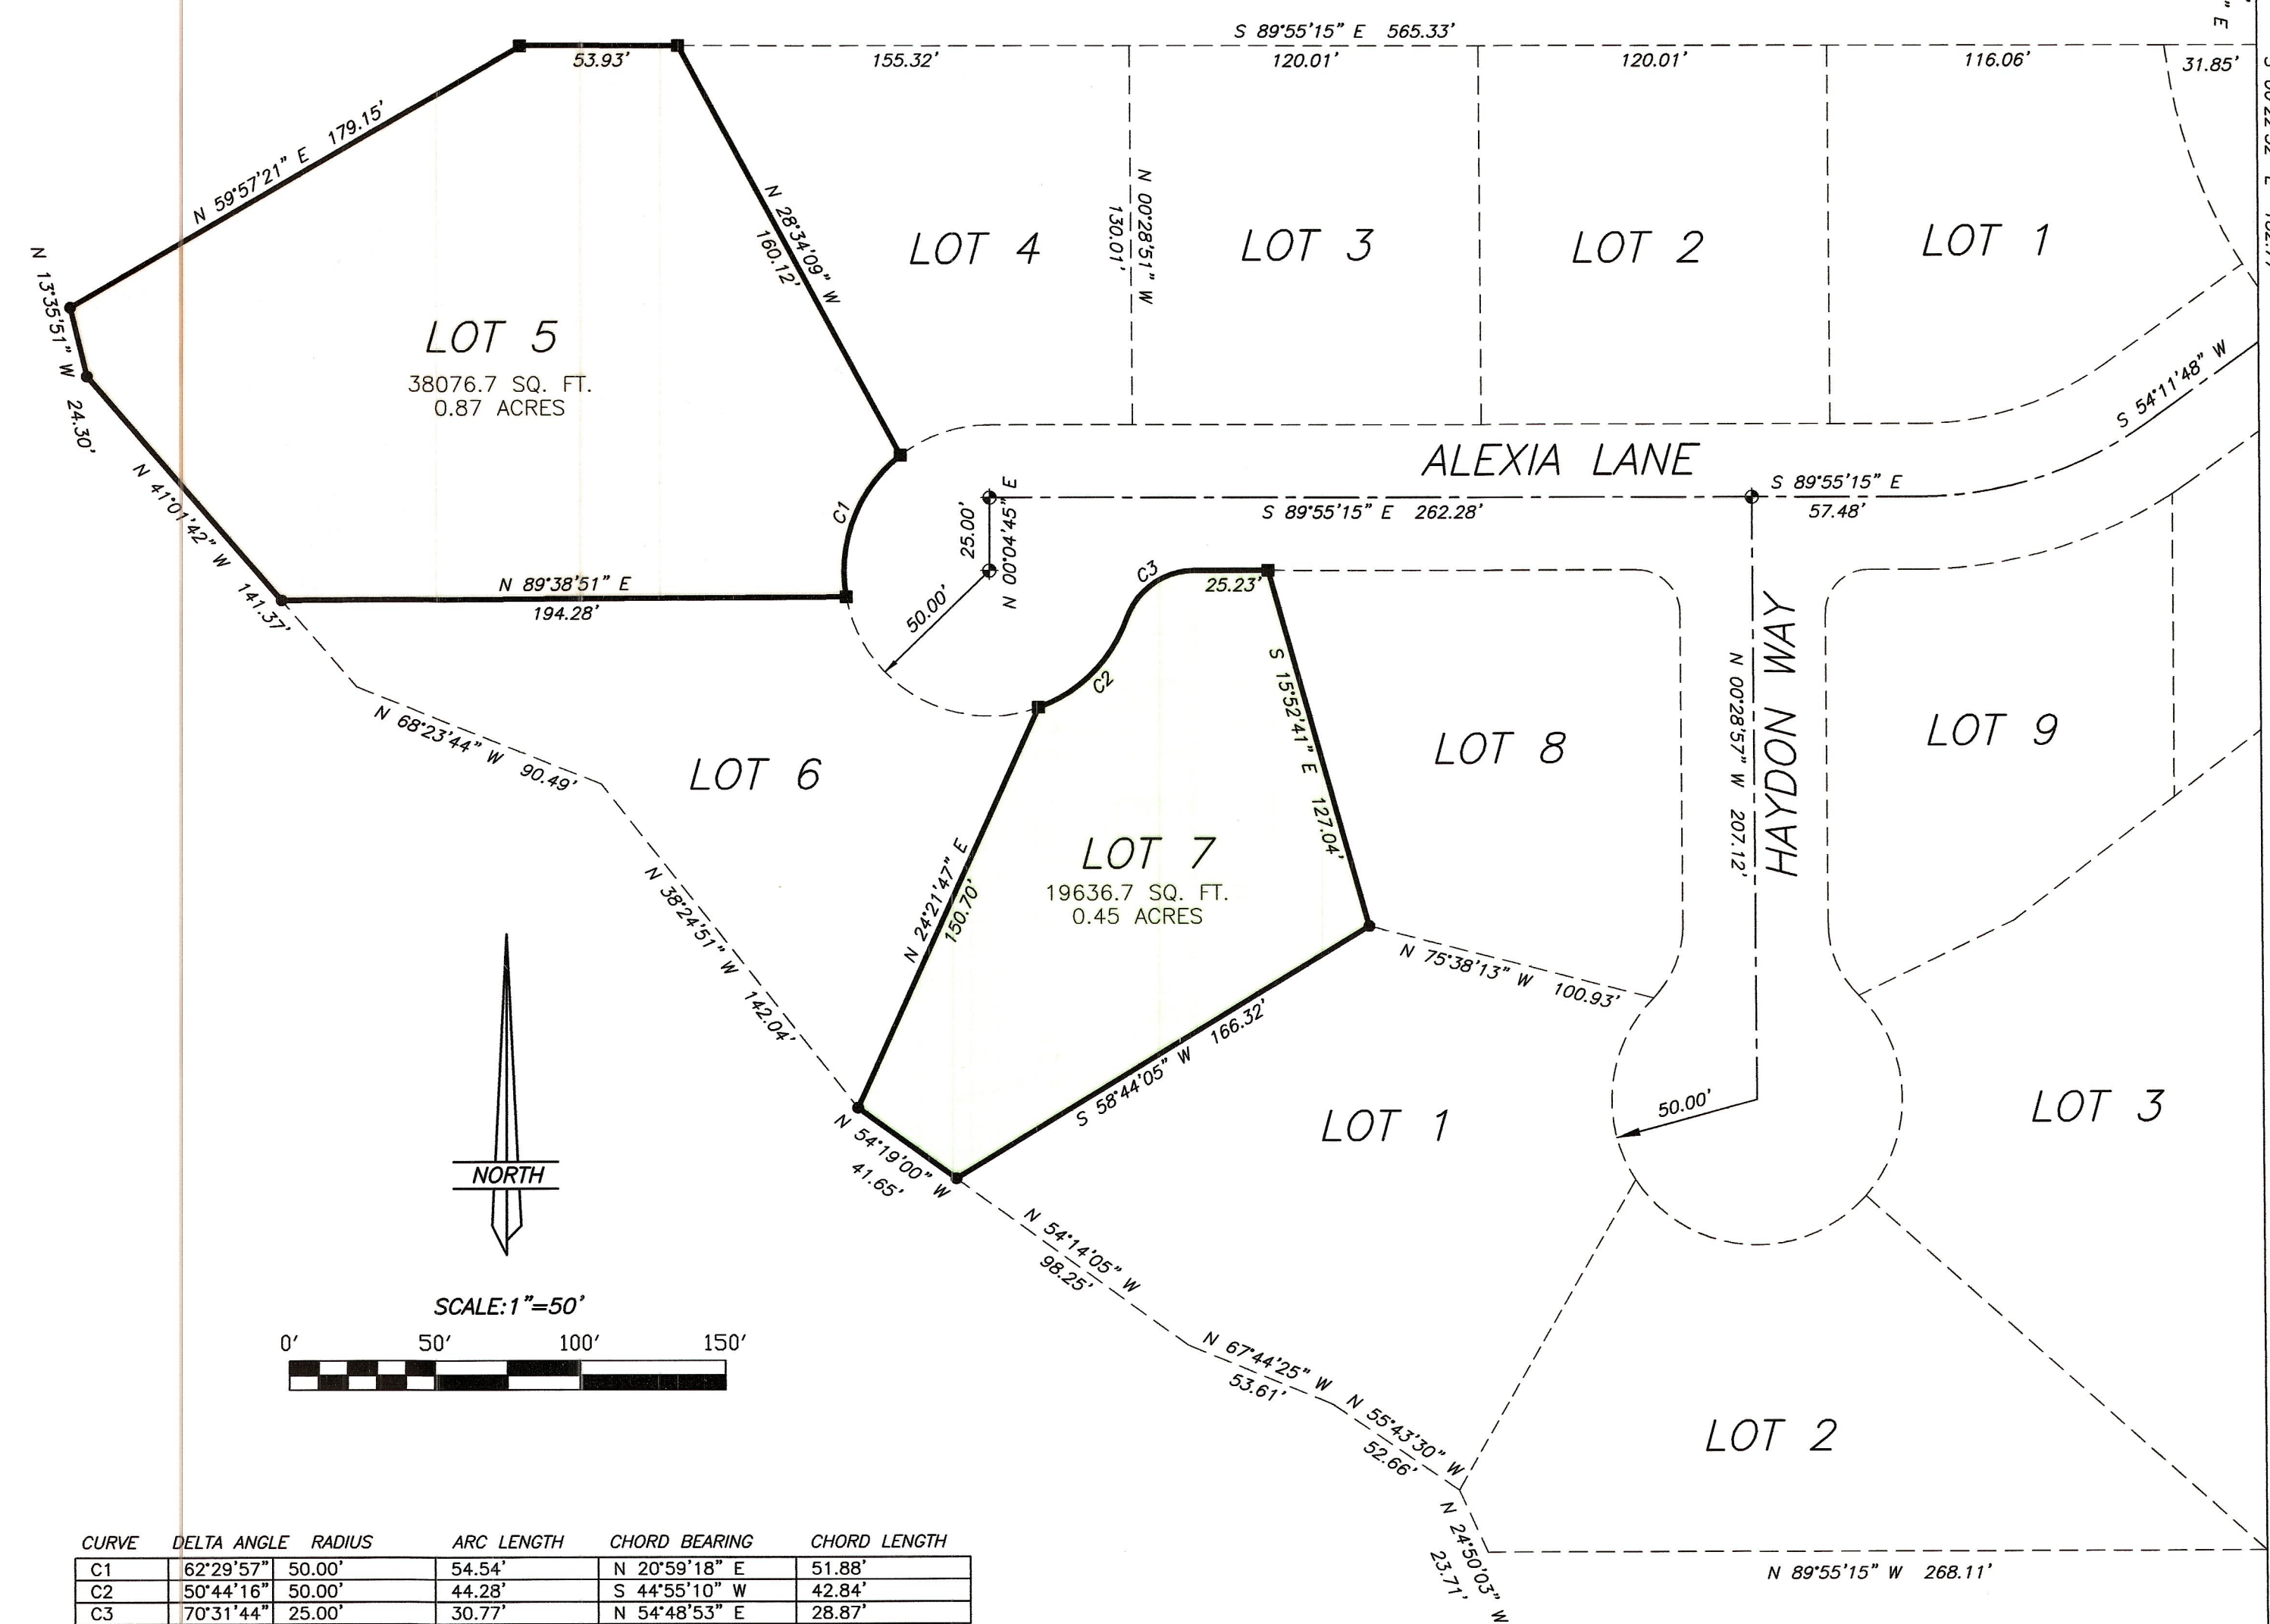 S 89°55'15" E 565.33'
" E
53.93'
155.32'
120.01'
120.01'
116.06'
31.85'
N 59°57'21" E 179.15'
N 28°34'09" W
160.12'
N 00°28'51" W
130.01'
LOT 4
LOT 3
LOT 2
LOT 1
N 13°35'51" W 24.30'
LOT 5
38076.7 SQ. FT.
0.87 ACRES
S 54°11'48" W
ALEXIA LANE
S 89°55'15" E
57.48'
S 89°55'15" E 262.28'
N 41°01'42" W 141.37'
C1
25.00'
N 00°04'45" E
50.00'
N 89°38'51" E
194.28'
C3
25.23'
C2
S 15°52'41" E 127.04'
N 00°28'57" W 207.12'
HAYDON WAY
N 68°23'44" W 90.49'
LOT 6
LOT 8
LOT 9
N 38°24'51" W 142.04'
N 24°21'47" E
150.70'
LOT 7
19636.7 SQ. FT.
0.45 ACRES
N 75°38'13" W 100.93'
S 58°44'05" W 166.32'
50.00'
LOT 1
LOT 3
N 54°19'00" W
41.65'
NORTH
N 54°14'05" W
98.25'
SCALE:1"=50'
0' 50' 100' 150'
N 67°44'25" W
53.61'
N 55°43'30" W
52.66'
LOT 2
N 24°50'03" W
23.71'
N 89°55'15" W 268.11'
CURVE DELTA ANGLE RADIUS ARC LENGTH CHORD BEARING CHORD LENGTH
C1 62°29'57" 50.00' 54.54' N 20°59'18" E 51.88'
C2 50°44'16" 50.00' 44.28' S 44°55'10" W 42.84'
C3 70°31'44" 25.00' 30.77' N 54°48'53" E 28.87'